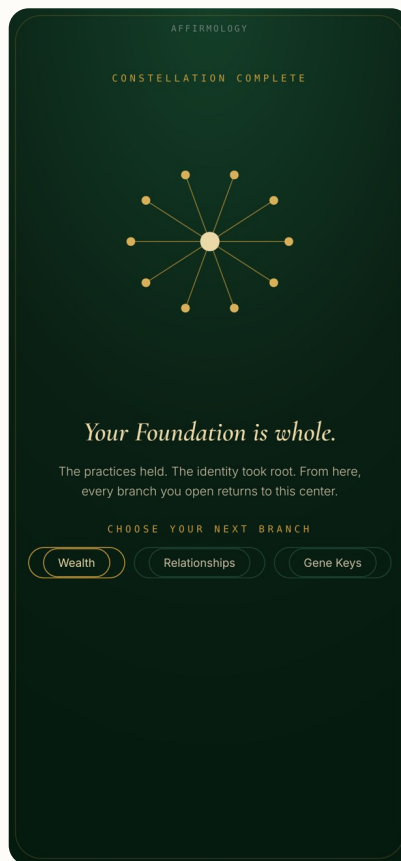 AFFIRMOLOGY
CONSTELLATION COMPLETE
Your Foundation is whole.
The practices held. The identity took root. From here,
every branch you open returns to this center.
CHOOSE YOUR NEXT BRANCH
Wealth Relationships Gene Keys